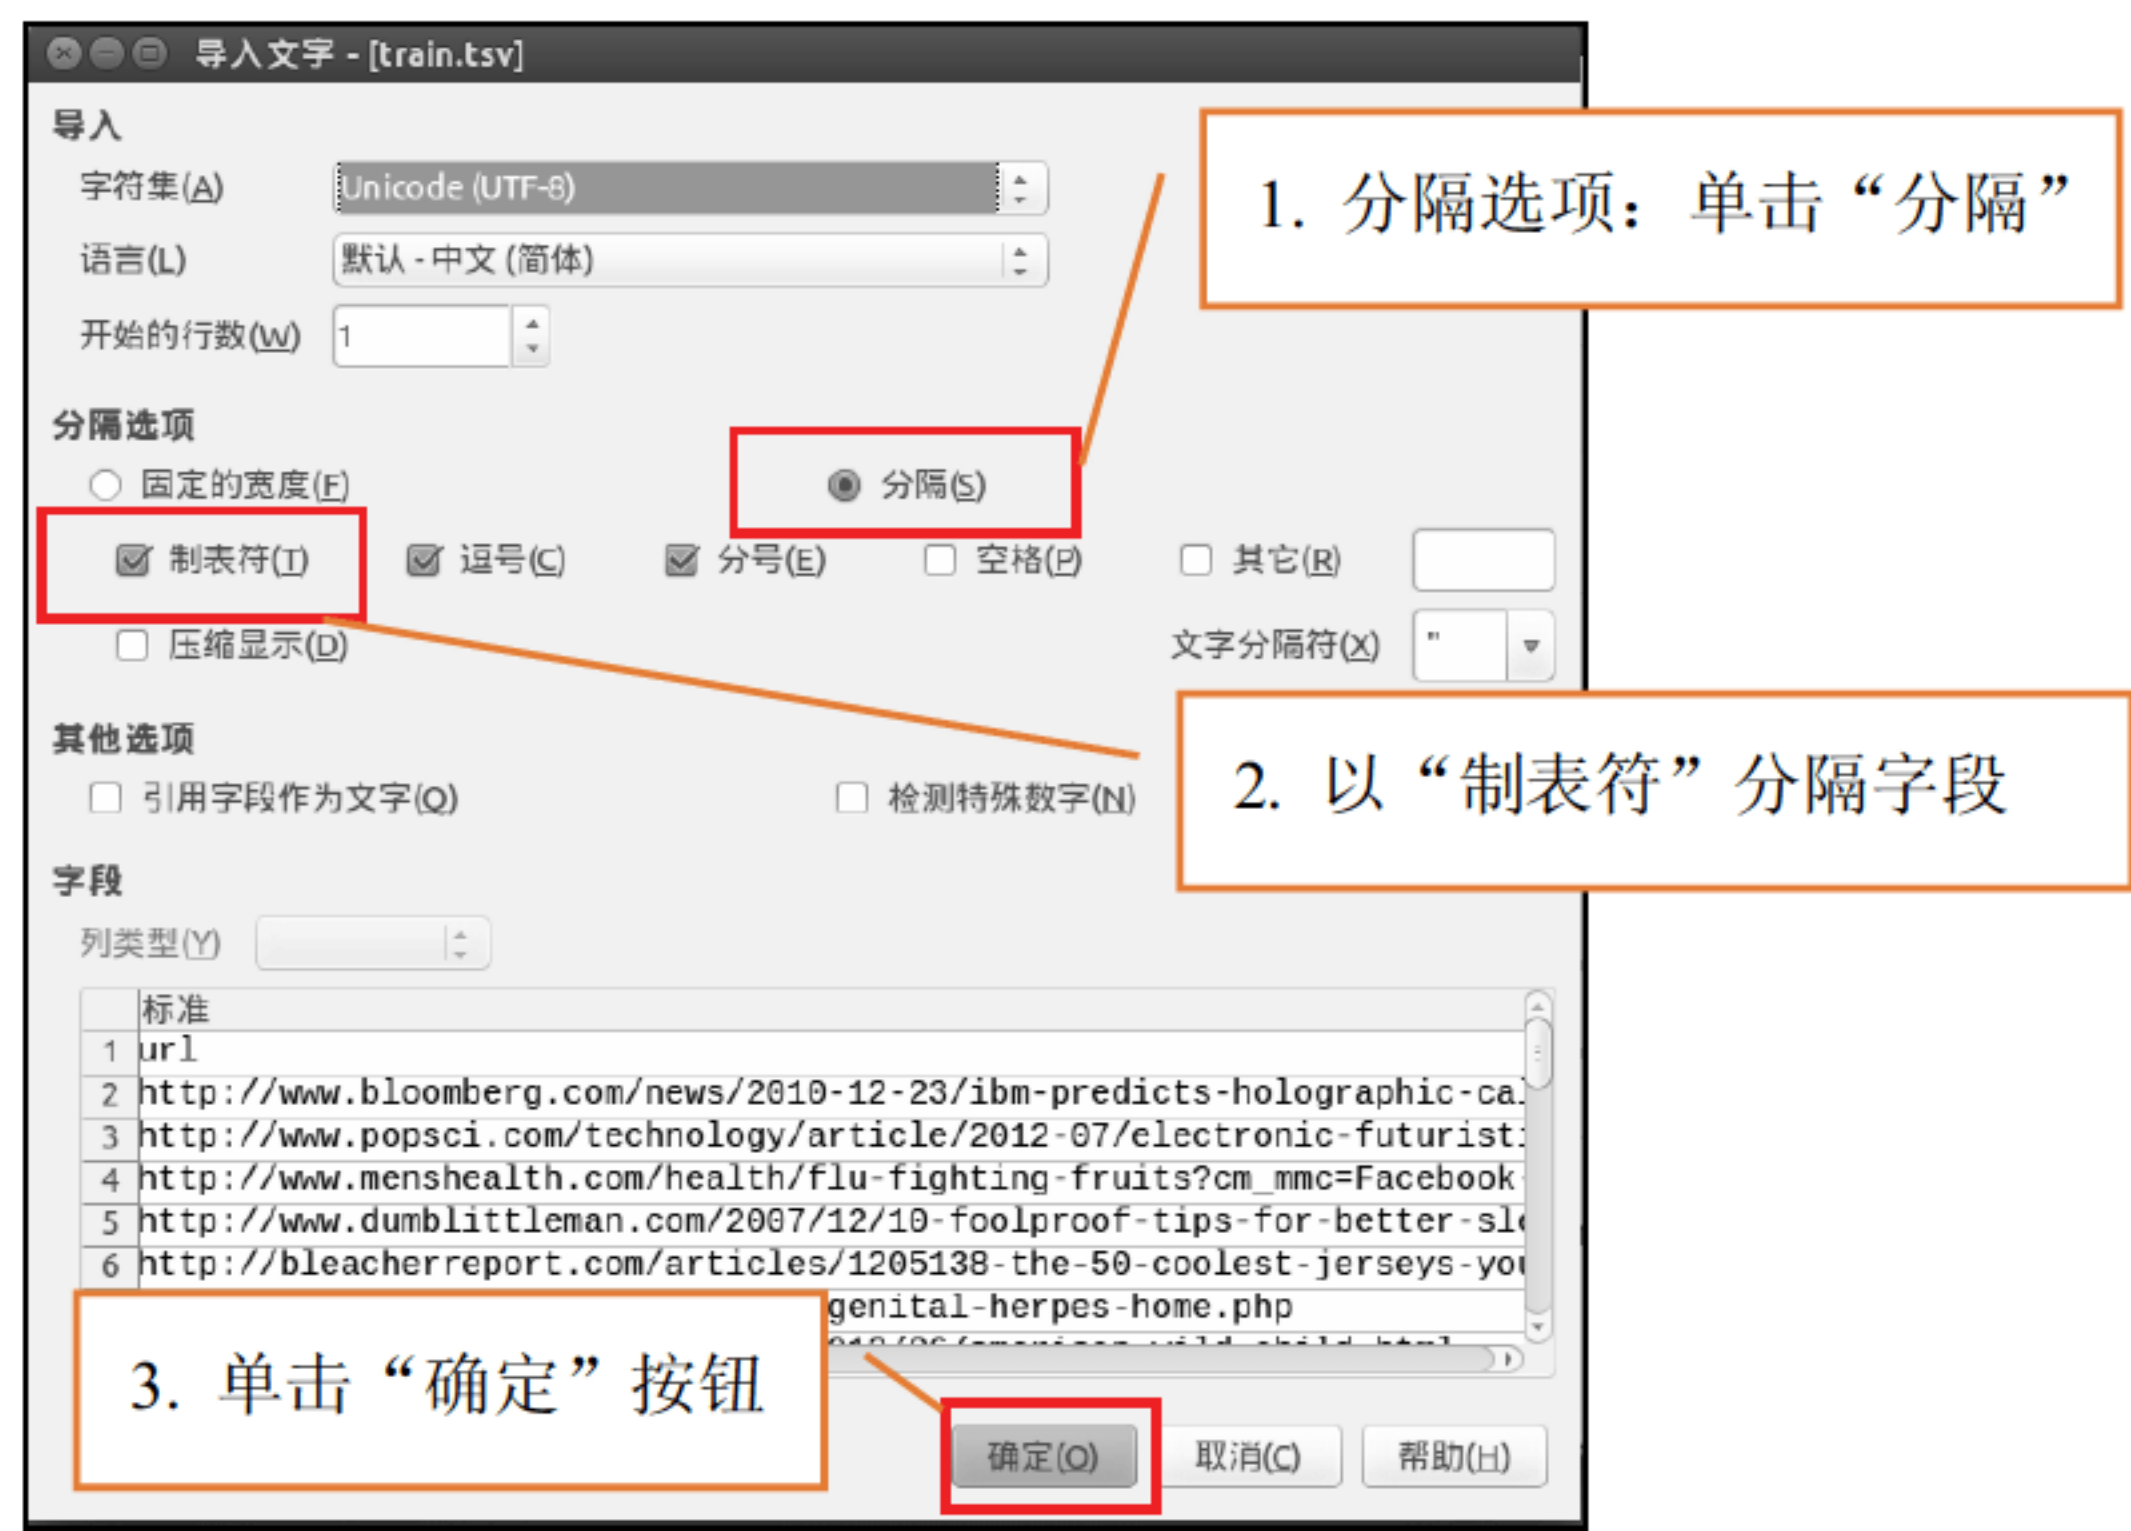 导入文字 - [train.tsv]
导入
字符集(A) Unicode (UTF-8)
语言(L) 默认 - 中文 (简体)
开始的行数(W) 1
1. 分隔选项：单击“分隔”
分隔选项
固定的宽度(F) 分隔(S)
制表符(T) 逗号(C) 分号(E) 空格(P) 其它(R)
压缩显示(D) 文字分隔符(X) "
其他选项
引用字段作为文字(Q) 检测特殊数字(N)
2. 以“制表符”分隔字段
字段
列类型(Y)
标准
1 url
2 http://www.bloomberg.com/news/2010-12-23/ibm-predicts-holographic-cal
3 http://www.popsci.com/technology/article/2012-07/electronic-futuristi
4 http://www.menshealth.com/health/flu-fighting-fruits?cm_mmc=Facebook-
5 http://www.dumblittleman.com/2007/12/10-foolproof-tips-for-better-sle
6 http://bleacherreport.com/articles/1205138-the-50-coolest-jerseys-you
genital-herpes-home.php
3. 单击“确定”按钮
确定(O) 取消(C) 帮助(H)